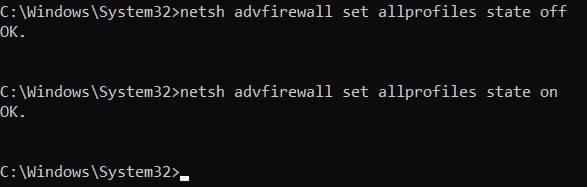 C:\Windows\System32>netsh advfirewall set allprofiles state off
OK.
C:\Windows\System32>netsh advfirewall set allprofiles state on
OK.
C:\Windows\System32>